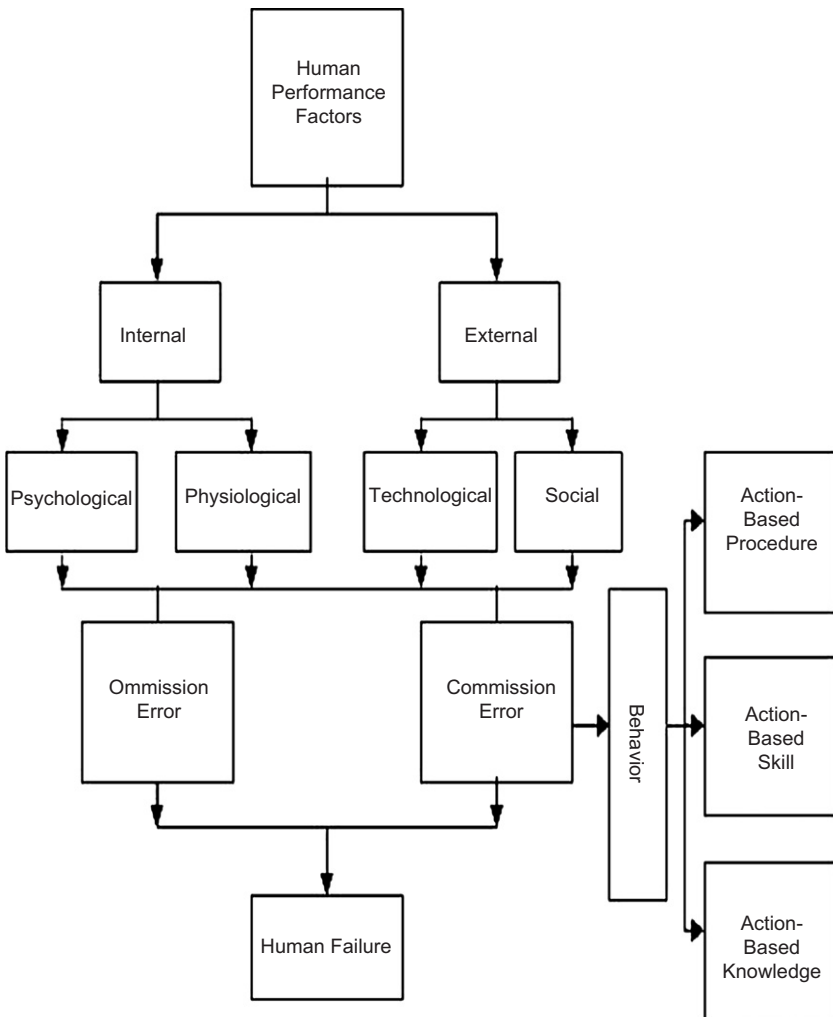 Human
Performance
Factors
Internal
External
Psychological
Physiological
Technological
Social
Action-
Based
Procedure
Ommission
Error
Commission
Error
Behavior
Action-
Based
Skill
Human Failure
Action-
Based
Knowledge